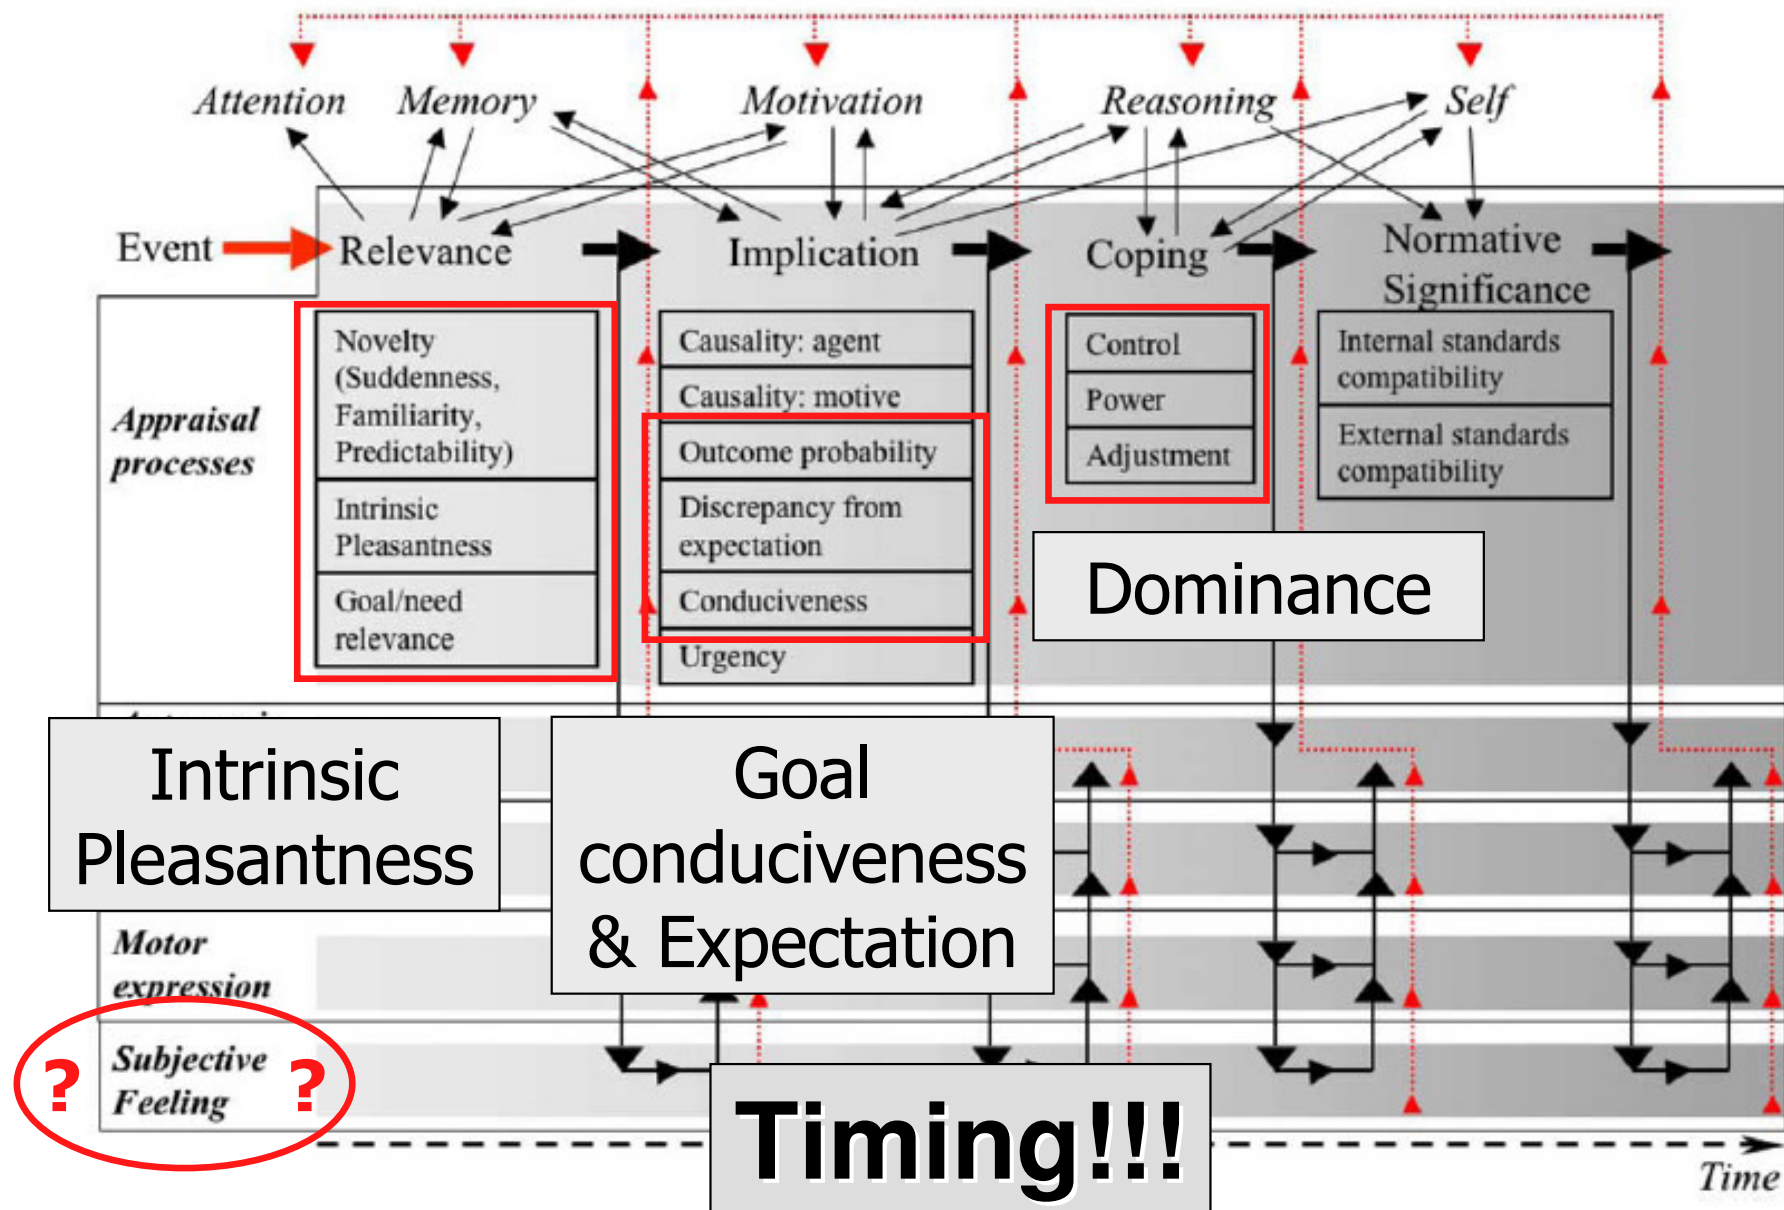 Attention Memory Motivation Reasoning Self
Event Relevance Implication Coping Normative
Significance
Appraisal
processes
Novelty
(Suddenness,
Familiarity,
Predictability)
Intrinsic
Pleasantness
Goal/need
relevance
Causality: agent
Causality: motive
Outcome probability
Discrepancy from
expectation
Conduciveness
Urgency
Control
Power
Adjustment
Internal standards
compatibility
External standards
compatibility
Dominance
Intrinsic
Pleasantness
Goal
conduciveness
& Expectation
Motor
expression
? Subjective ?
Feeling
Timing!!!
Time